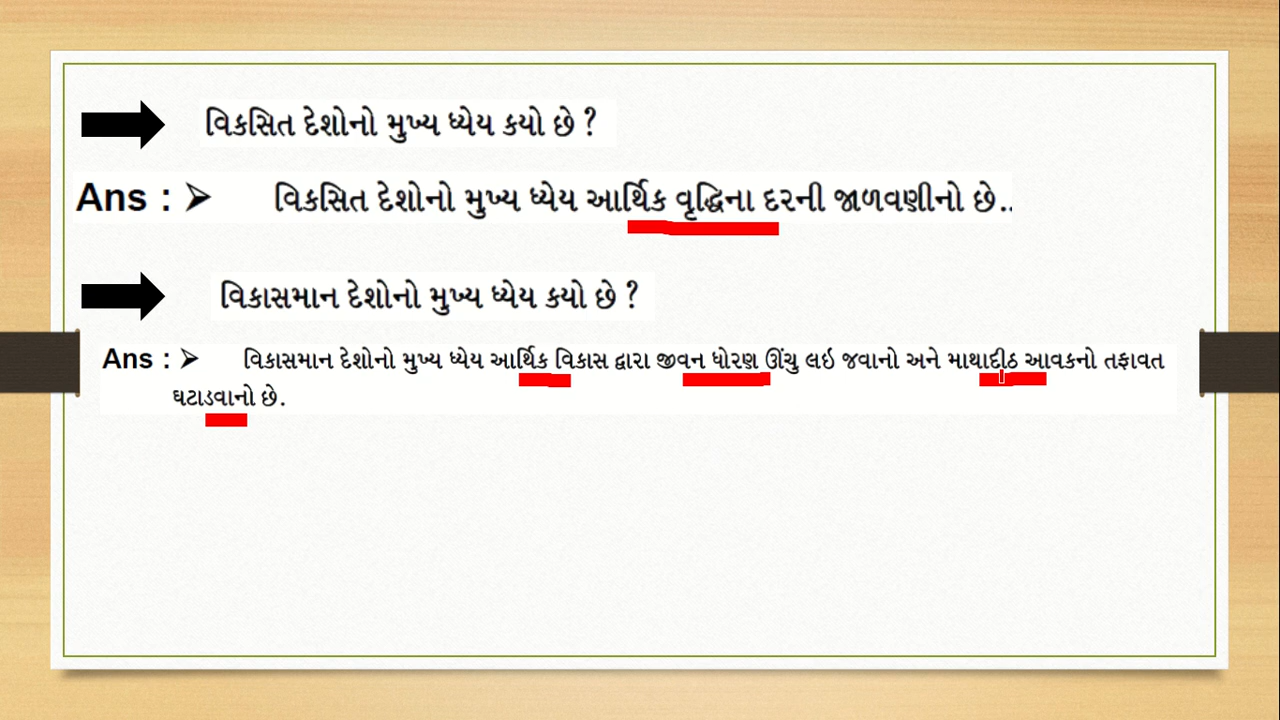 વિકસિત દેશોનો મુખ્ય ધ્યેય કયો છે ?
Ans : ➢ વિકસિત દેશોનો મુખ્ય ધ્યેય આર્થિક વૃદ્ધિના દરની જાળવણીનો છે..
વિકાસમાન દેશોનો મુખ્ય ધ્યેય કયો છે ?
Ans : ➢ વિકાસમાન દેશોનો મુખ્ય ધ્યેય આર્થિક વિકાસ દ્વારા જીવન ધોરણ ઊંચુ લઇ જવાનો અને માથાદીઠ આવકનો તફાવત
ઘટાડવાનો છે.